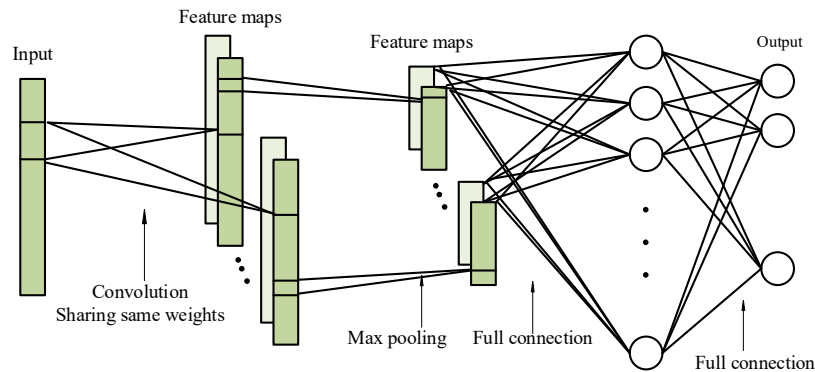 Feature maps
Feature maps
Input
Output
Convolution
Sharing same weights
Max pooling
Full connection
Full connection